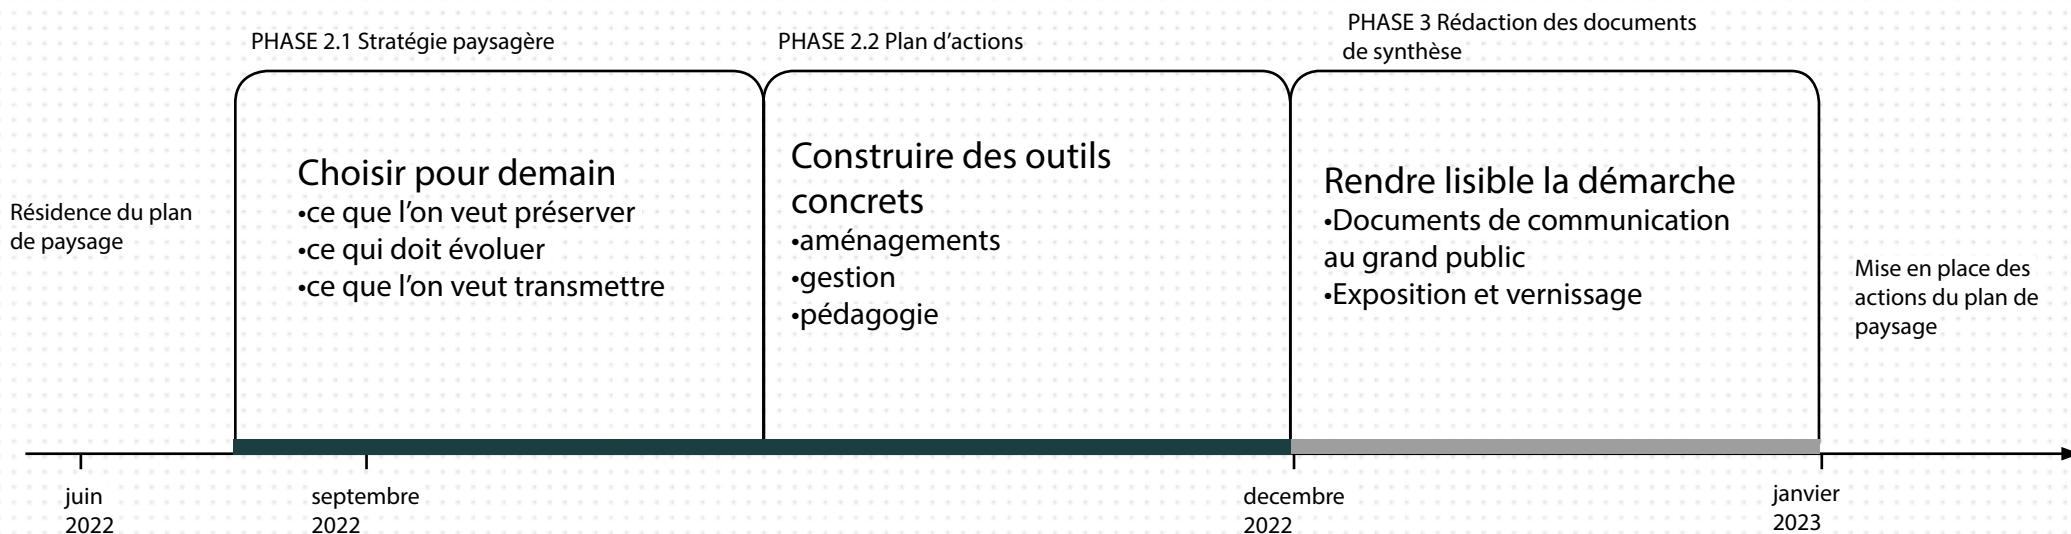 Résidence du plan
de paysage
PHASE 2.1 Stratégie paysagère
Choisir pour demain
•ce que l’on veut préserver
•ce qui doit évoluer
•ce que l’on veut transmettre
PHASE 2.2 Plan d’actions
Construire des outils
concrets
•aménagements
•gestion
•pédagogie
PHASE 3 Rédaction des documents
de synthèse
Rendre lisible la démarche
•Documents de communication
au grand public
•Exposition et vernissage
Mise en place des
actions du plan de
paysage
juin
2022
septembre
2022
decembre
2022
janvier
2023